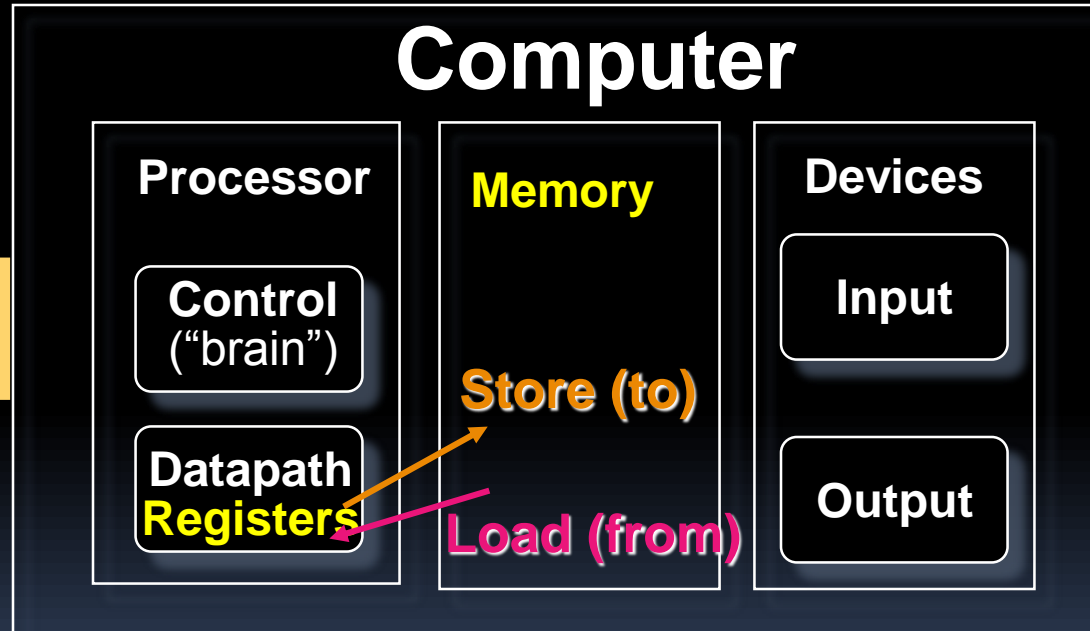 Computer
Processor
Control
(“brain”)
Datapath
Registers
Memory
Store (to)
Load (from)
Devices
Input
Output